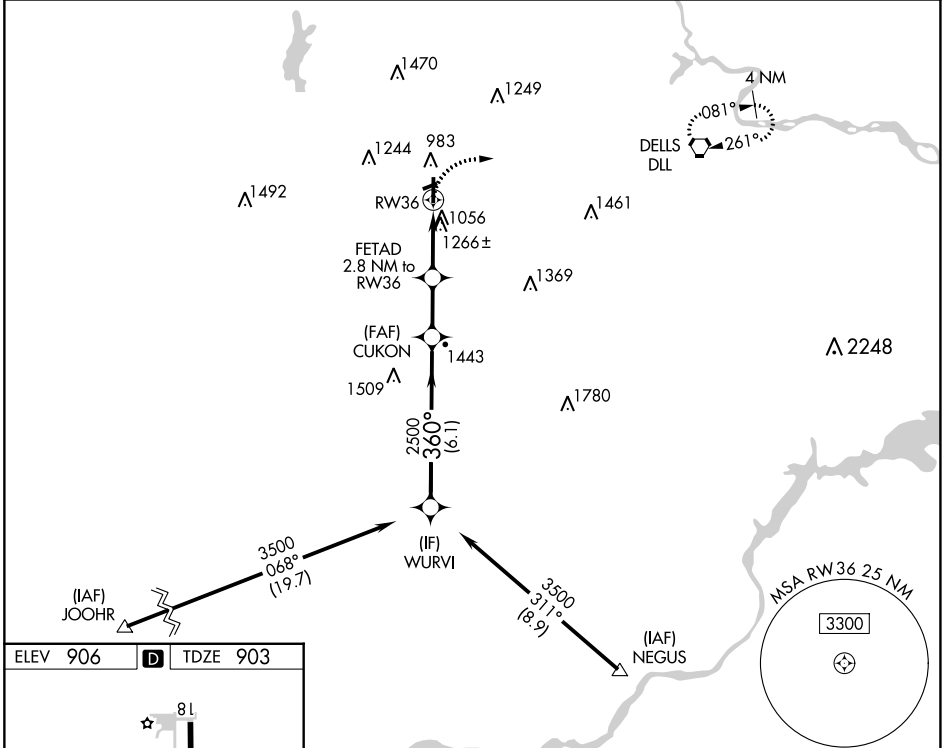 1470
1249
4 NM
081°
261°
DELLS
DLL
1244
983
1492
RW36
1461
1056
1266±
FETAD
2.8 NM to
RW36
1369
(FAF)
CUKON
1443
2248
1509
1780
2500
360°
(6.1)
(IF)
WURVI
3500
068°
(19.7)
3500
311°
(8.9)
(IAF)
JOOHR
(IAF)
NEGUS
MSA RW36 25 NM
3300
ELEV 906 D TDZE 903
18